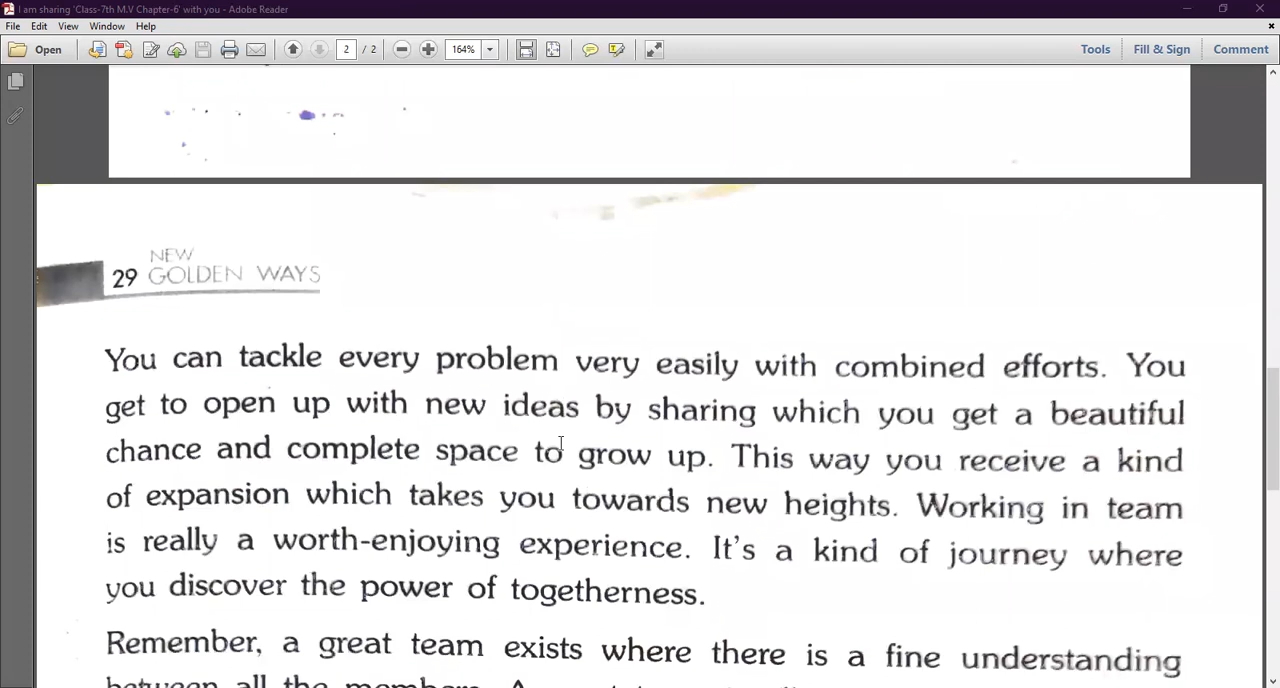 I am sharing 'Class-7th M.V Chapter-6' with you - Adobe Reader
File Edit View Window Help
Open 2 / 2 164% Tools Fill & Sign Comment
NEW
29 GOLDEN WAYS
You can tackle every problem very easily with combined efforts. You
get to open up with new ideas by sharing which you get a beautiful
chance and complete space to grow up. This way you receive a kind
of expansion which takes you towards new heights. Working in team
is really a worth-enjoying experience. It's a kind of journey where
you discover the power of togetherness.
Remember, a great team exists where there is a fine understanding
between all the members. A